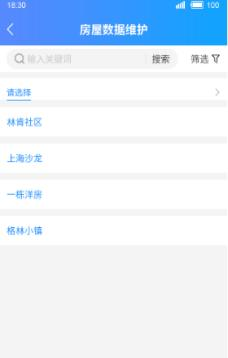 18:30
100
房屋数据维护
输入关键词
搜索
筛选
请选择
林肯社区
上海沙龙
一栋洋房
格林小镇